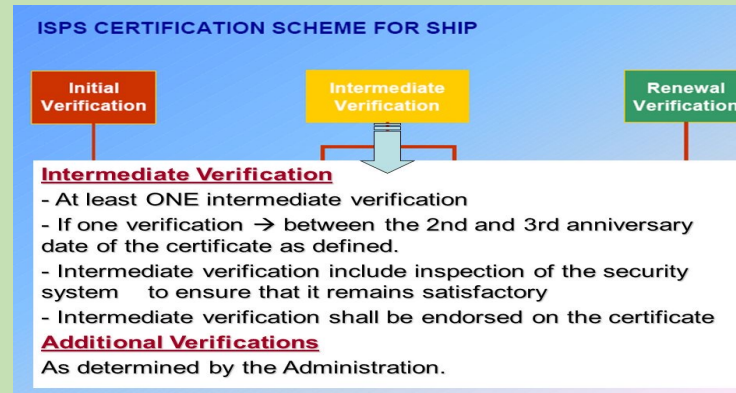 ISPS CERTIFICATION SCHEME FOR SHIP
Initial
Verification
Intermediate
Verification
Renewal
Verification
Intermediate Verification
- At least ONE intermediate verification
- If one verification → between the 2nd and 3rd anniversary
date of the certificate as defined.
- Intermediate verification include inspection of the security
system to ensure that it remains satisfactory
- Intermediate verification shall be endorsed on the certificate
Additional Verifications
As determined by the Administration.